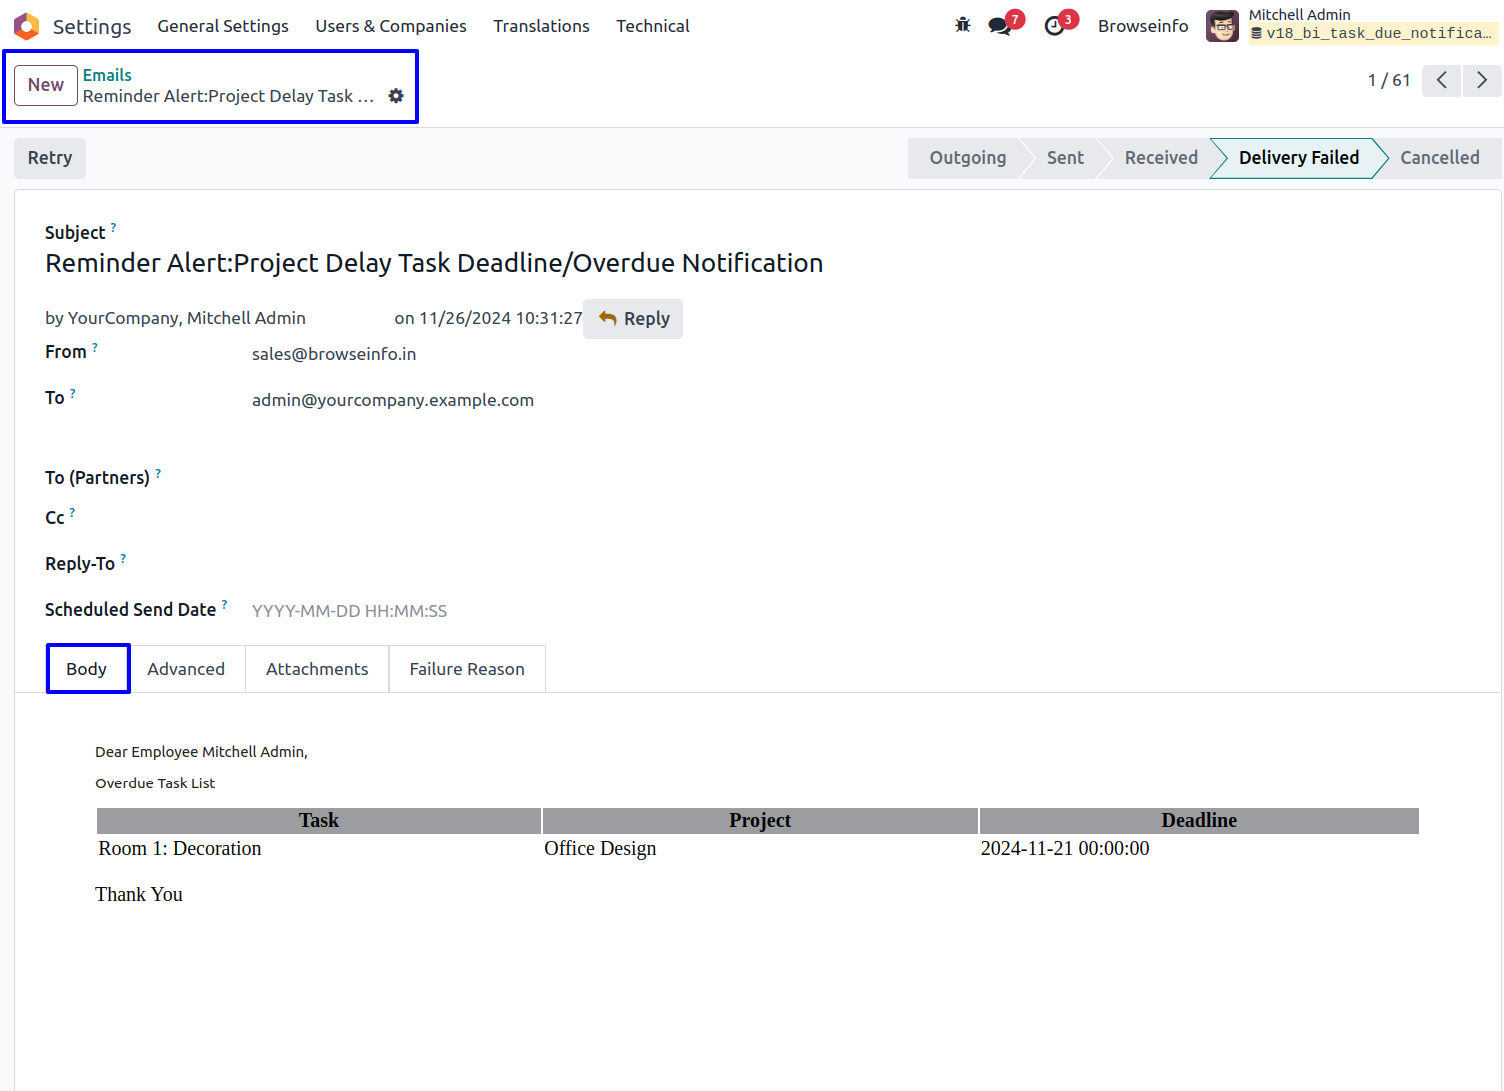 Settings General Settings Users & Companies Translations Technical 7 3 Browseinfo Mitchell Admin
v18_bi_task_due_notifica...
New Emails
Reminder Alert:Project Delay Task ...
1 / 61
Retry Outgoing Sent Received Delivery Failed Cancelled
Subject ?
Reminder Alert:Project Delay Task Deadline/Overdue Notification
by YourCompany, Mitchell Admin on 11/26/2024 10:31:27 Reply
From ? sales@browseinfo.in
To ? admin@yourcompany.example.com
To (Partners) ?
Cc ?
Reply-To ?
Scheduled Send Date ? YYYY-MM-DD HH:MM:SS
Body Advanced Attachments Failure Reason
Dear Employee Mitchell Admin,
Overdue Task List
Task Project Deadline
Room 1: Decoration Office Design 2024-11-21 00:00:00
Thank You